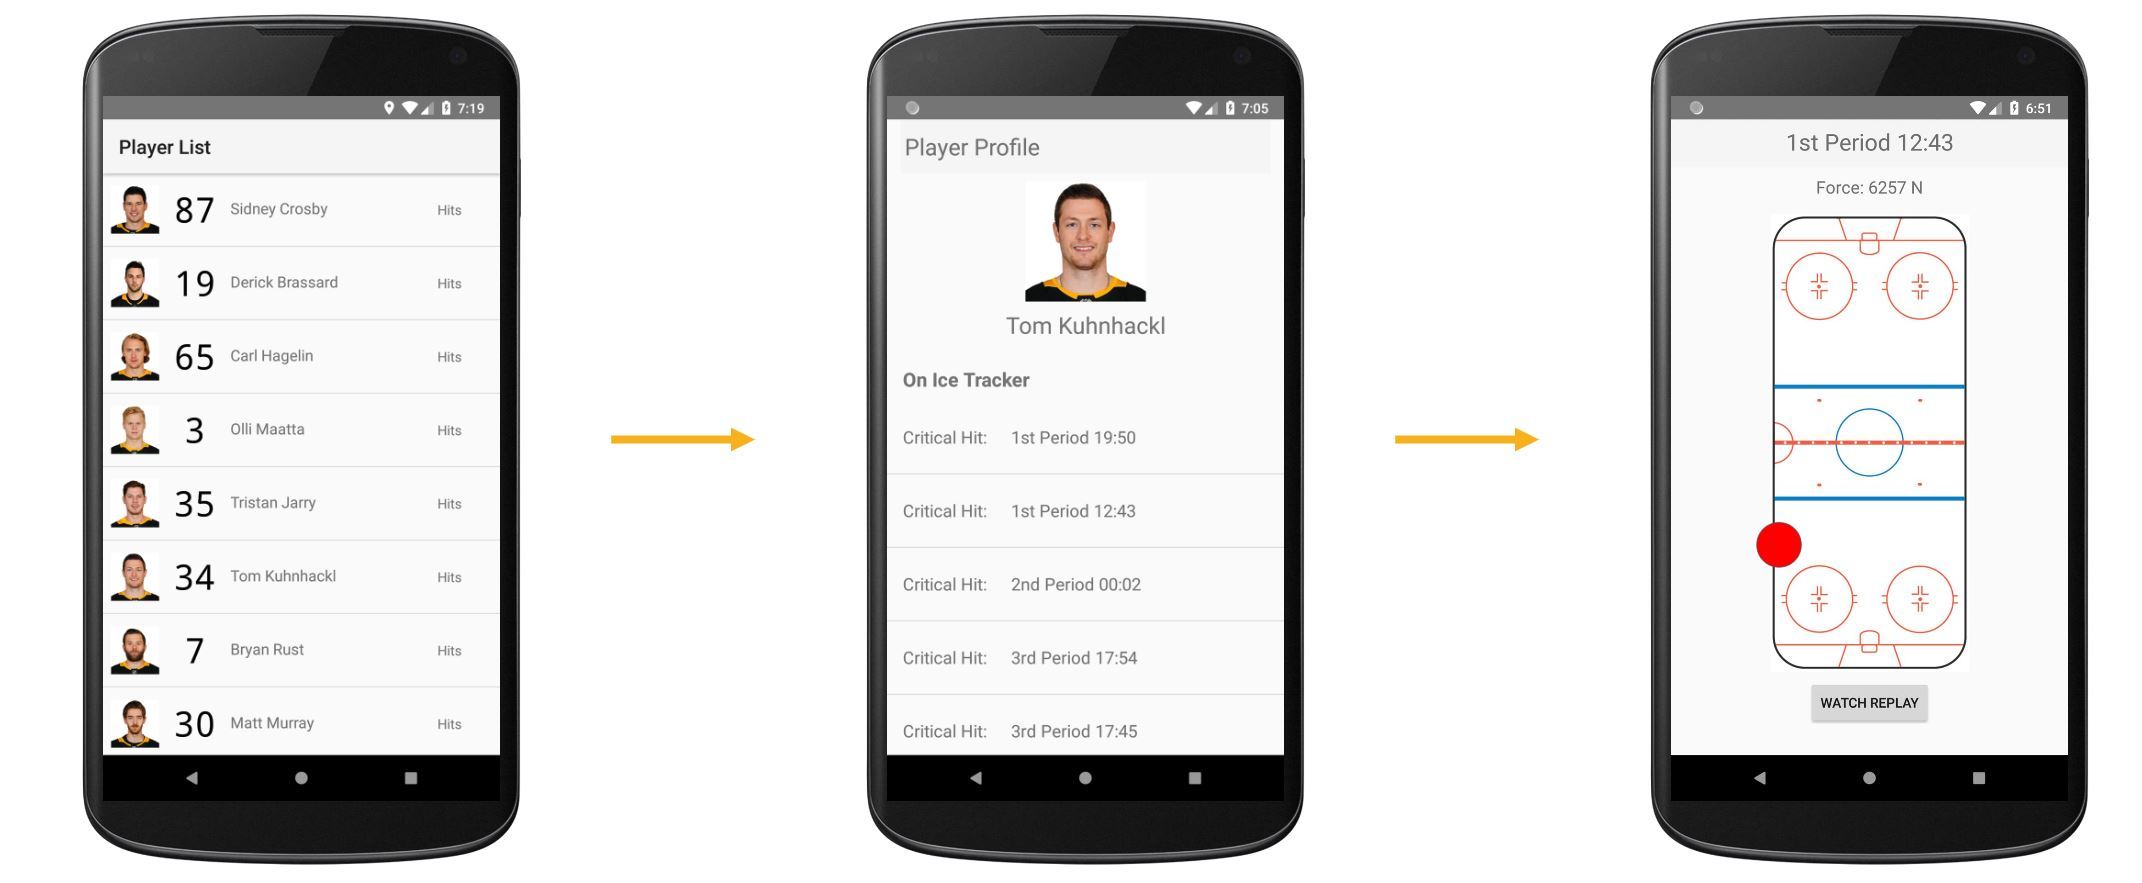 7:19
Player List
87 Sidney Crosby Hits
19 Derick Brassard Hits
65 Carl Hagelin Hits
3 Olli Maatta Hits
35 Tristan Jarry Hits
34 Tom Kuhnhackl Hits
7 Bryan Rust Hits
30 Matt Murray Hits
7:05
Player Profile
Tom Kuhnhackl
On Ice Tracker
Critical Hit: 1st Period 19:50
Critical Hit: 1st Period 12:43
Critical Hit: 2nd Period 00:02
Critical Hit: 3rd Period 17:54
Critical Hit: 3rd Period 17:45
6:51
1st Period 12:43
Force: 6257 N
WATCH REPLAY